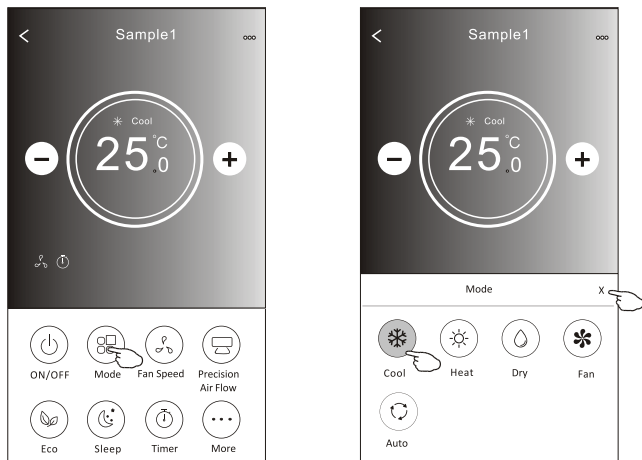 Sample1
Cool
25.0°C
ON/OFF
Mode
Fan Speed
Precision
Air Flow
Eco
Sleep
Timer
More
Sample1
Cool
25.0°C
Mode
X
Cool
Heat
Dry
Fan
Auto